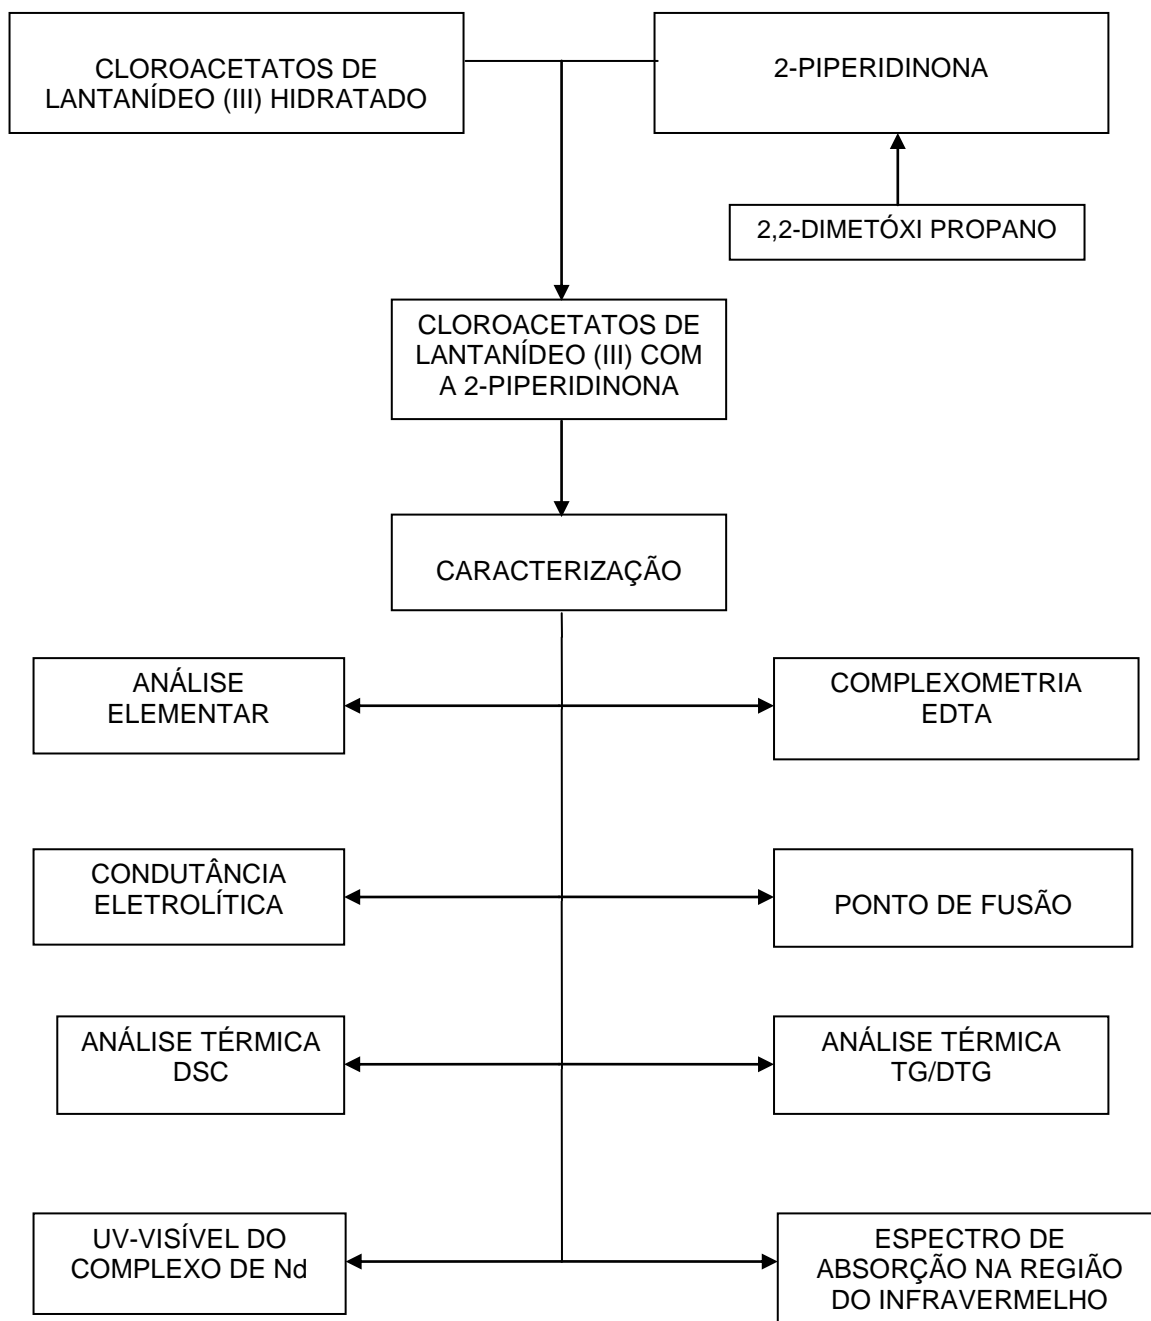 CLOROACETATOS DE
LANTANÍDEO (III) HIDRATADO
2-PIPERIDINONA
2,2-DIMETÓXI PROPANO
CLOROACETATOS DE
LANTANÍDEO (III) COM
A 2-PIPERIDINONA
CARACTERIZAÇÃO
ANÁLISE
ELEMENTAR
COMPLEXOMETRIA
EDTA
CONDUTÂNCIA
ELETROLÍTICA
PONTO DE FUSÃO
ANÁLISE TÉRMICA
DSC
ANÁLISE TÉRMICA
TG/DTG
UV-VISÍVEL DO
COMPLEXO DE Nd
ESPECTRO DE
ABSORÇÃO NA REGIÃO
DO INFRAVERMELHO